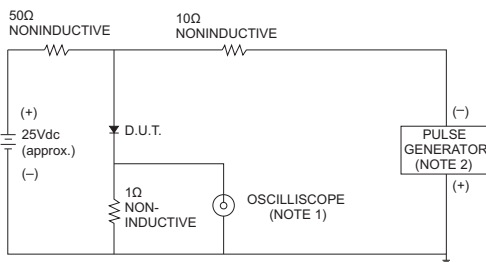 50Ω
NONINDUCTIVE
10Ω
NONINDUCTIVE
(+)
25Vdc
(approx.)
(–)
D.U.T.
1Ω
NON-
INDUCTIVE
OSCILLISCOPE
(NOTE 1)
(–)
PULSE
GENERATOR
(NOTE 2)
(+)